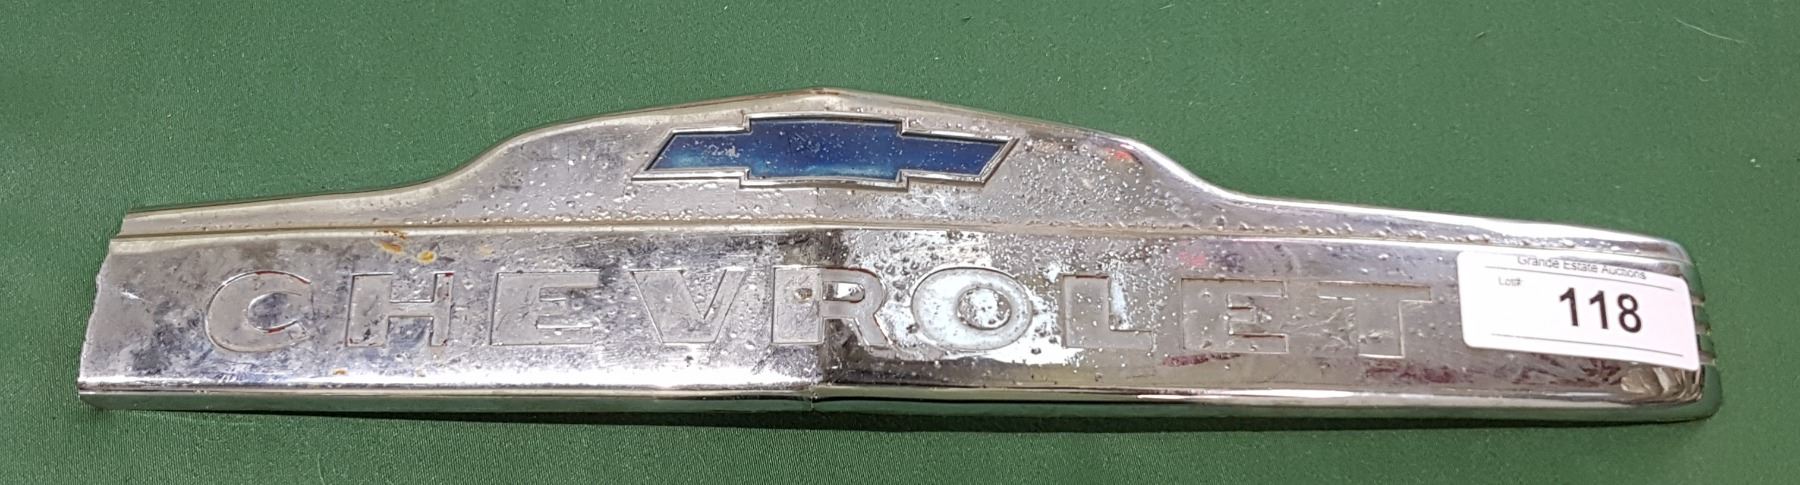 CHEVROLET
Grande Estate Auctions
Lot#
118